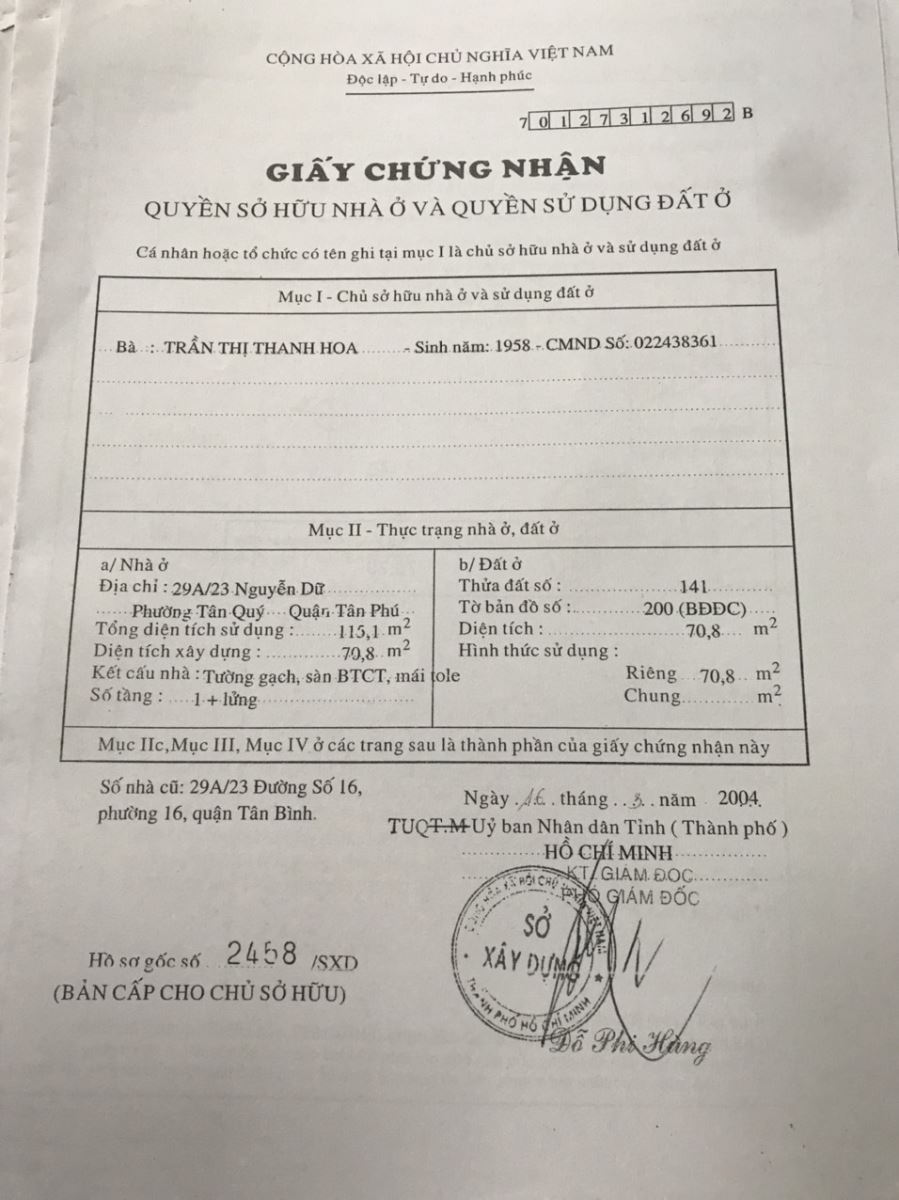 CỘNG HÒA XÃ HỘI CHỦ NGHĨA VIỆT NAM
Độc lập - Tự do - Hạnh phúc
7 0 1 2 7 3 1 2 6 9 2 B
GIẤY CHỨNG NHẬN
QUYỀN SỞ HỮU NHÀ Ở VÀ QUYỀN SỬ DỤNG ĐẤT Ở
Cá nhân hoặc tổ chức có tên ghi tại mục I là chủ sở hữu nhà ở và sử dụng đất ở
Mục I - Chủ sở hữu nhà ở và sử dụng đất ở
Bà : TRẦN THỊ THANH HOA - Sinh năm: 1958 - CMND Số: 022438361
Mục II - Thực trạng nhà ở, đất ở
a/ Nhà ở
Địa chỉ : 29A/23 Nguyễn Dữ
Phường Tân Quý Quận Tân Phú
Tổng diện tích sử dụng : 115,1 m2
Diện tích xây dựng : 70,8 m2
Kết cấu nhà : Tường gạch, sàn BTCT, mái tole
Số tầng : 1 + lửng
b/ Đất ở
Thửa đất số : 141
Tờ bản đồ số : 200 (BĐĐC)
Diện tích : 70,8 m2
Hình thức sử dụng :
Riêng 70,8 m2
Chung m2
Mục IIc,Mục III, Mục IV ở các trang sau là thành phần của giấy chứng nhận này
Số nhà cũ: 29A/23 Đường Số 16,
phường 16, quận Tân Bình.
Ngày 16 tháng 3 năm 2004
TUQ T.M Uỷ ban Nhân dân Tỉnh ( Thành phố )
HỒ CHÍ MINH
KT/ GIÁM ĐỐC
PHÓ GIÁM ĐỐC
SỞ
XÂY DỰNG
THÀNH PHỐ HỒ CHÍ MINH
Hồ sơ gốc số 2458 /SXD
(BẢN CẤP CHO CHỦ SỞ HỮU)
Đỗ Phi Hùng